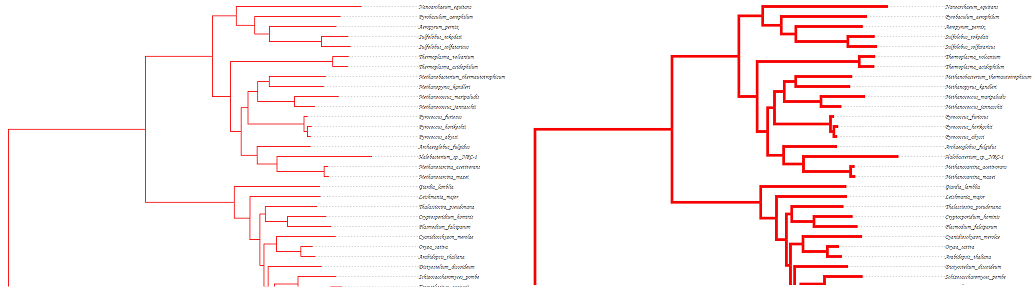 Nanoarchaeum_equitans
Pyrobaculum_aerophilum
Aeropyrum_pernix
Sulfolobus_tokodaii
Sulfolobus_solfataricus
Thermoplasma_volcanium
Thermoplasma_acidophilum
Methanobacterium_thermautotrophicum
Methanopyrus_kandleri
Methanococcus_maripaludis
Methanococcus_jannaschii
Pyrococcus_furiosus
Pyrococcus_horikoshii
Pyrococcus_abyssi
Archaeoglobus_fulgidus
Halobacterium_sp._NRC-1
Methanosarcina_acetivorans
Methanosarcina_mazei
Giardia_lamblia
Leishmania_major
Thalassiosira_pseudonana
Cryptosporidium_hominis
Plasmodium_falciparum
Cyanidioschyzon_merolae
Oryza_sativa
Arabidopsis_thaliana
Dictyostelium_discoideum
Schizosaccharomyces_pombe
Nanoarchaeum_equitans
Pyrobaculum_aerophilum
Aeropyrum_pernix
Sulfolobus_tokodaii
Sulfolobus_solfataricus
Thermoplasma_volcanium
Thermoplasma_acidophilum
Methanobacterium_thermautotrophicum
Methanopyrus_kandleri
Methanococcus_maripaludis
Methanococcus_jannaschii
Pyrococcus_furiosus
Pyrococcus_horikoshii
Pyrococcus_abyssi
Archaeoglobus_fulgidus
Halobacterium_sp._NRC-1
Methanosarcina_acetivorans
Methanosarcina_mazei
Giardia_lamblia
Leishmania_major
Thalassiosira_pseudonana
Cryptosporidium_hominis
Plasmodium_falciparum
Cyanidioschyzon_merolae
Oryza_sativa
Arabidopsis_thaliana
Dictyostelium_discoideum
Schizosaccharomyces_pombe